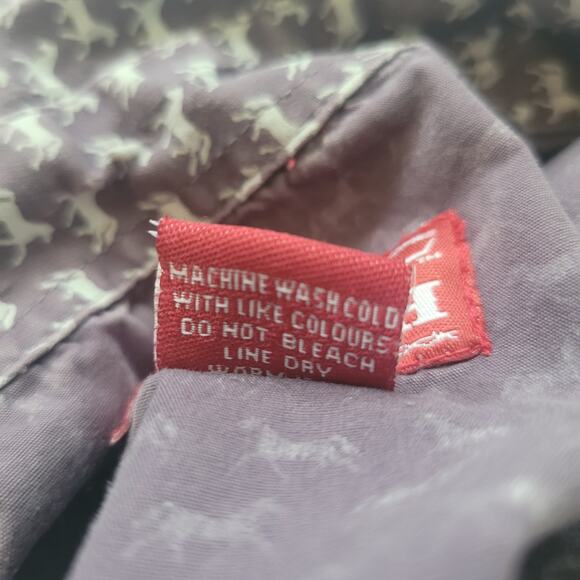 MACHINE WASH COLD
WITH LIKE COLOURS
DO NOT BLEACH
LINE DRY